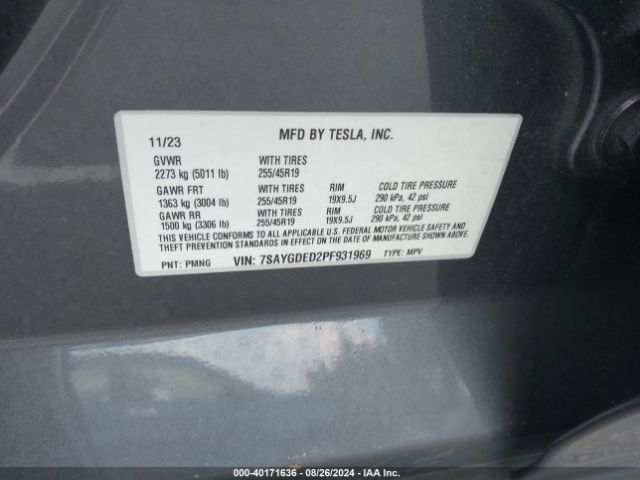 MFD BY TESLA, INC.
11/23
GVWR WITH TIRES
2273 kg (5011 lb) 255/45R19
GAWR FRT WITH TIRES RIM COLD TIRE PRESSURE
1363 kg (3004 lb) 255/45R19 19X9.5J 290 kPa, 42 psi
GAWR RR WITH TIRES RIM COLD TIRE PRESSURE
1500 kg (3306 lb) 255/45R19 19X9.5J 290 kPa, 42 psi
THIS VEHICLE CONFORMS TO ALL APPLICABLE U.S. FEDERAL MOTOR VEHICLE SAFETY AND
THEFT PREVENTION STANDARDS IN EFFECT ON THE DATE OF MANUFACTURE SHOWN ABOVE.
PNT: PMNG VIN: 7SAYGDED2PF931969 TYPE: MPV
000-40171636 - 08/26/2024 - IAA Inc.